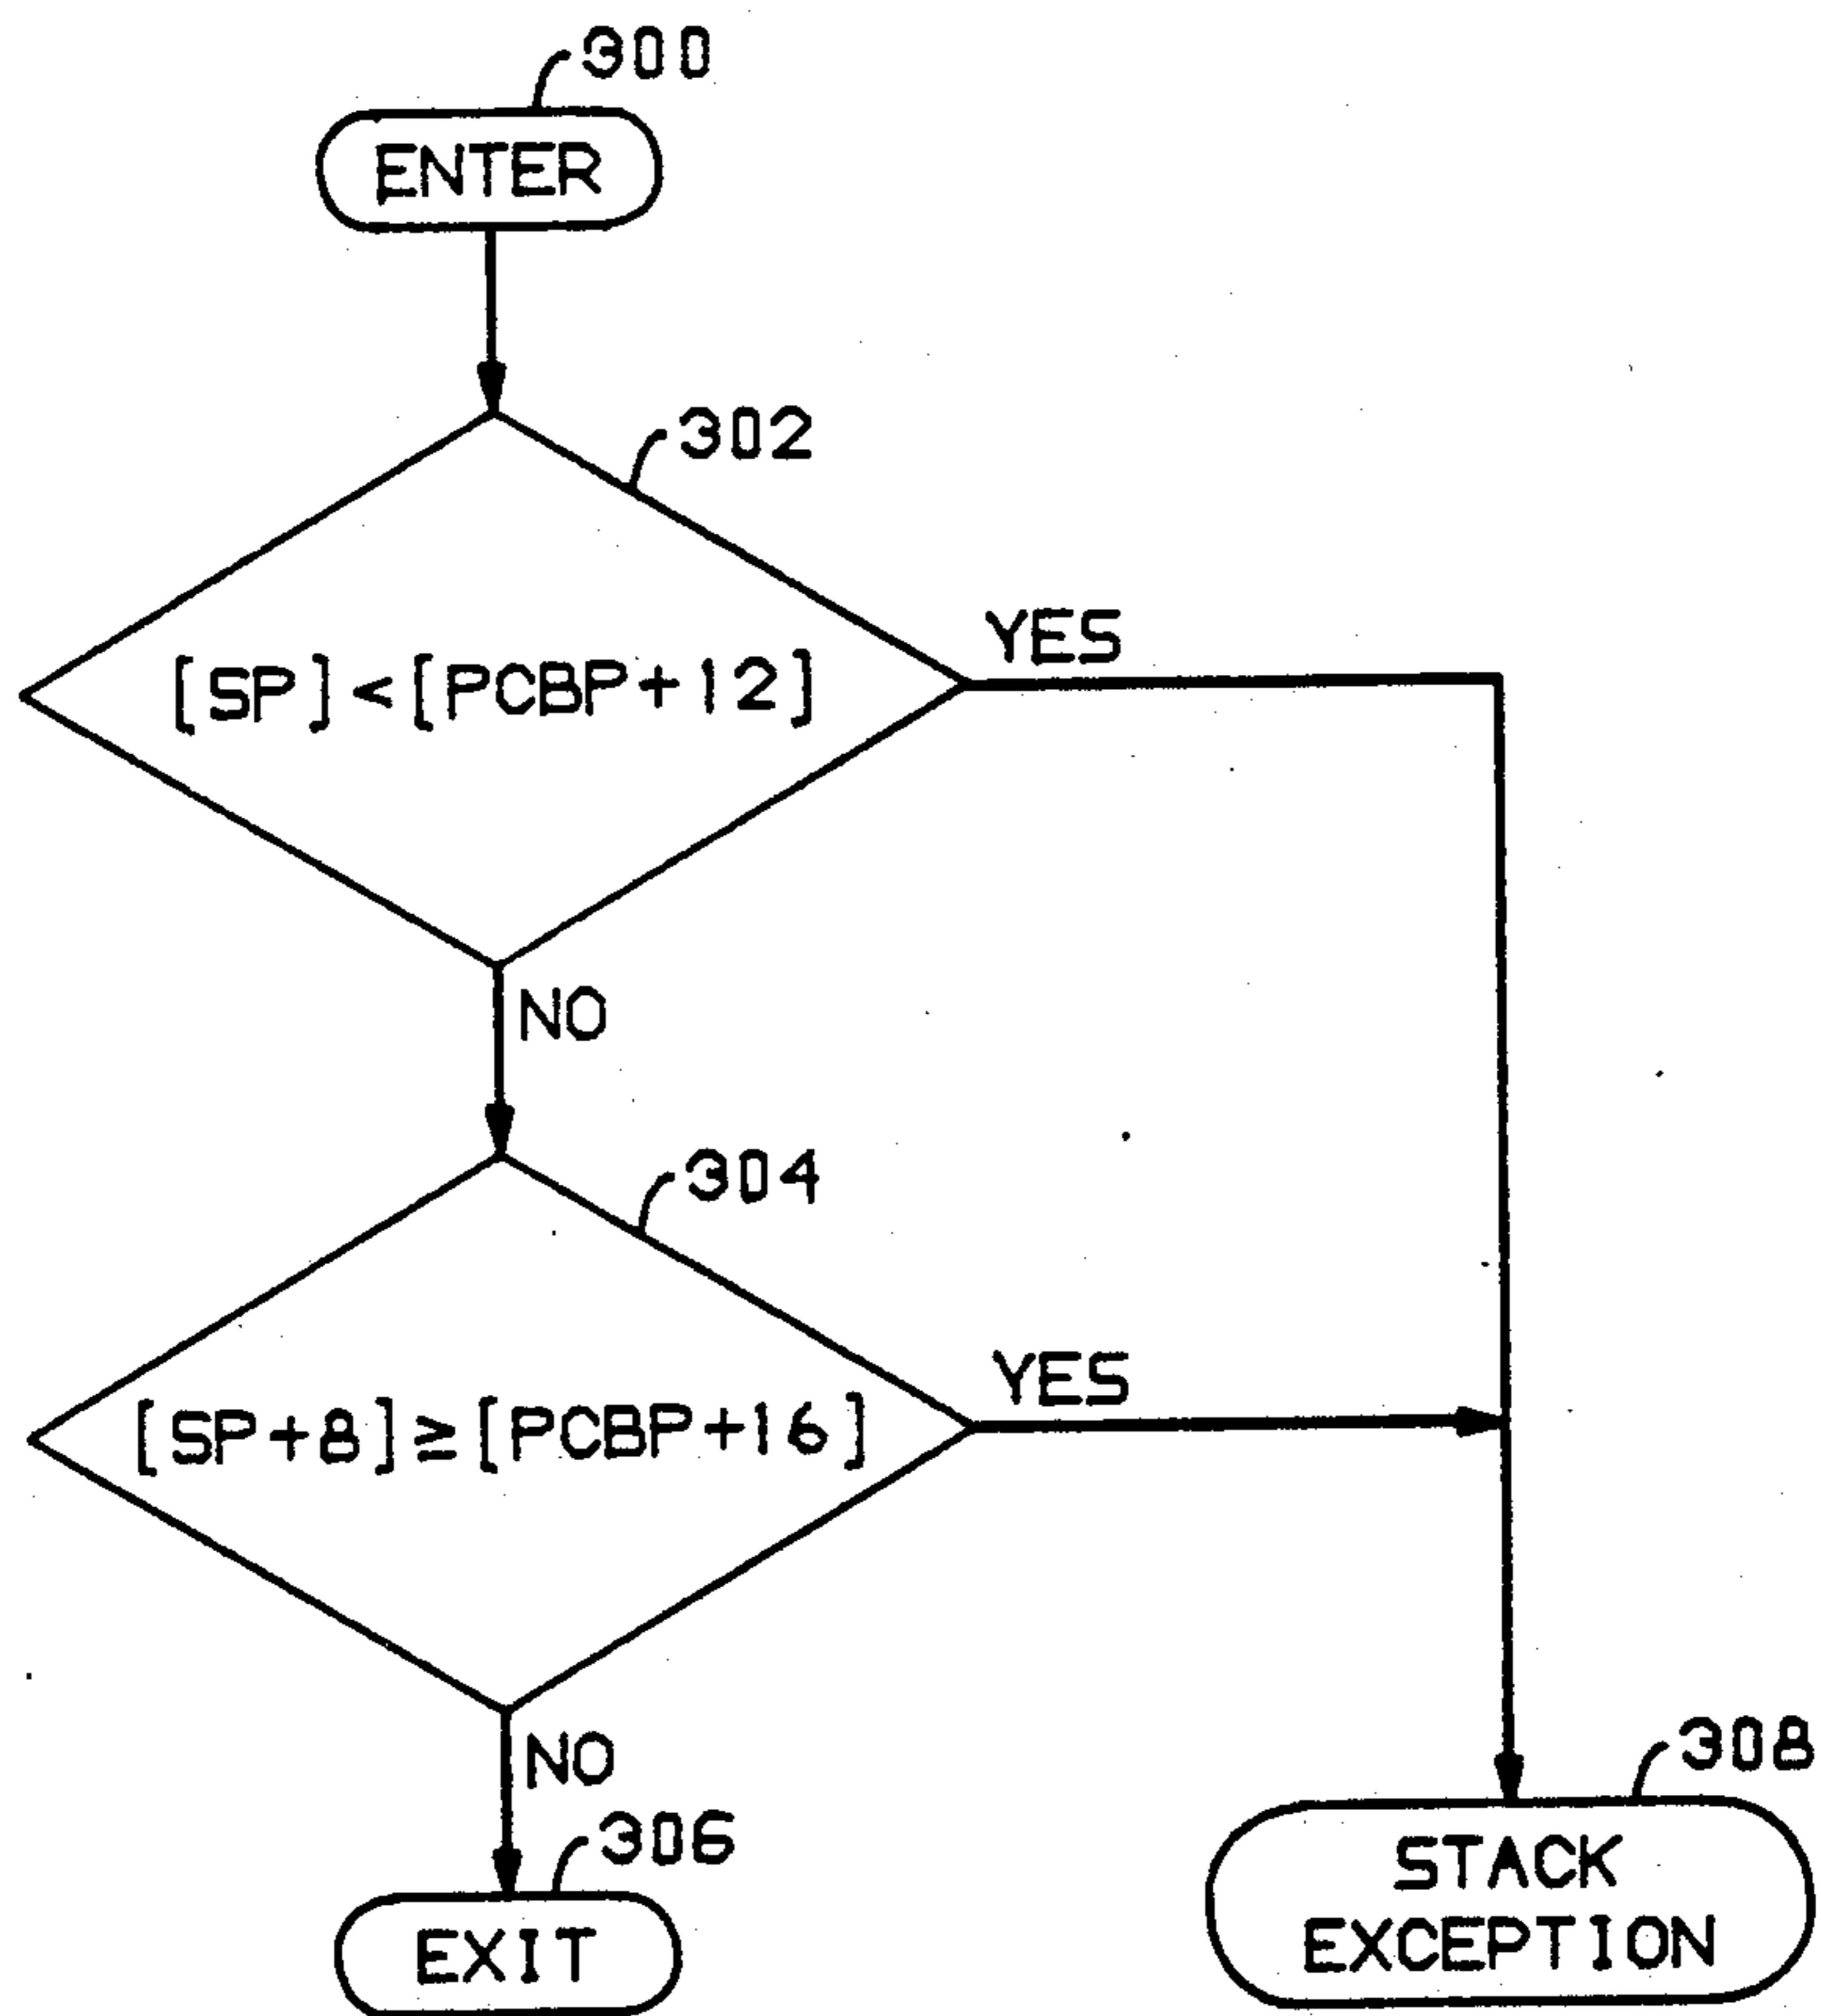 300
ENTER
302
[SP]<[PCBP+12]
YES
NO
304
[SP+8]≥[PCBP+16]
YES
NO
306
EXIT
308
STACK
EXCEPTION